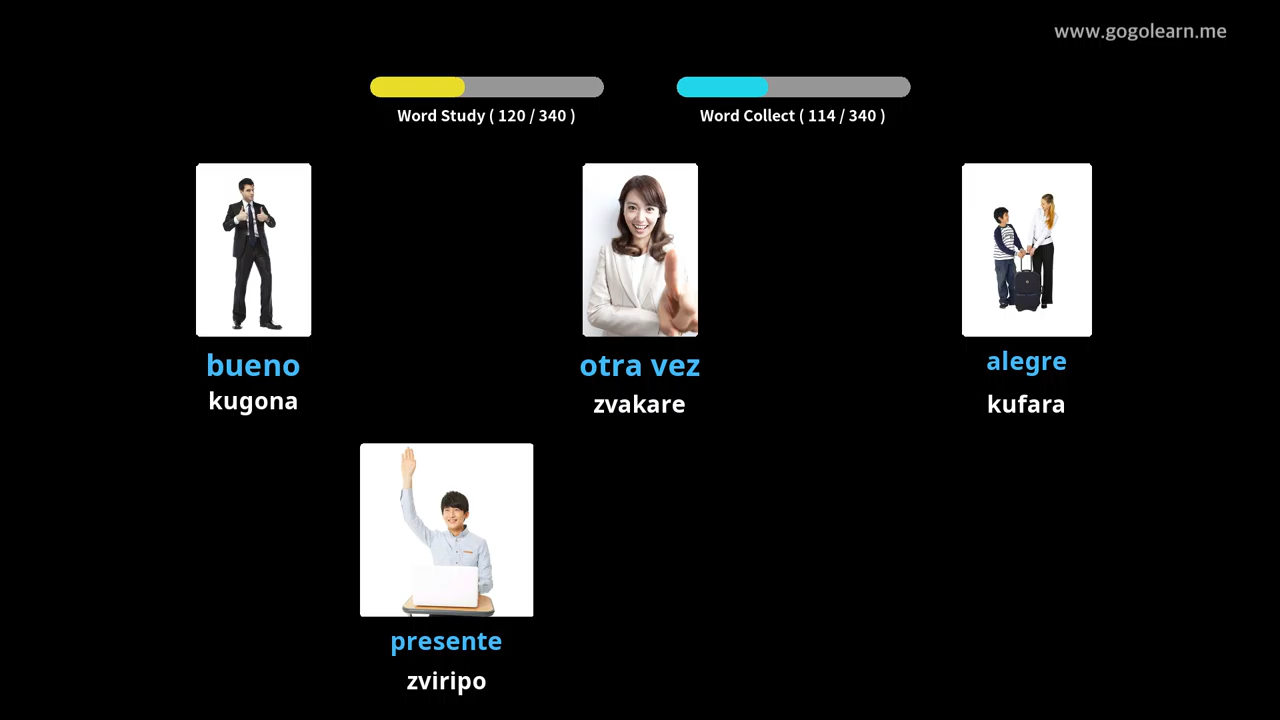 www.gogolearn.me
Word Study ( 120 / 340 )
Word Collect ( 114 / 340 )
bueno
kugona
otra vez
zvakare
alegre
kufara
presente
zviripo